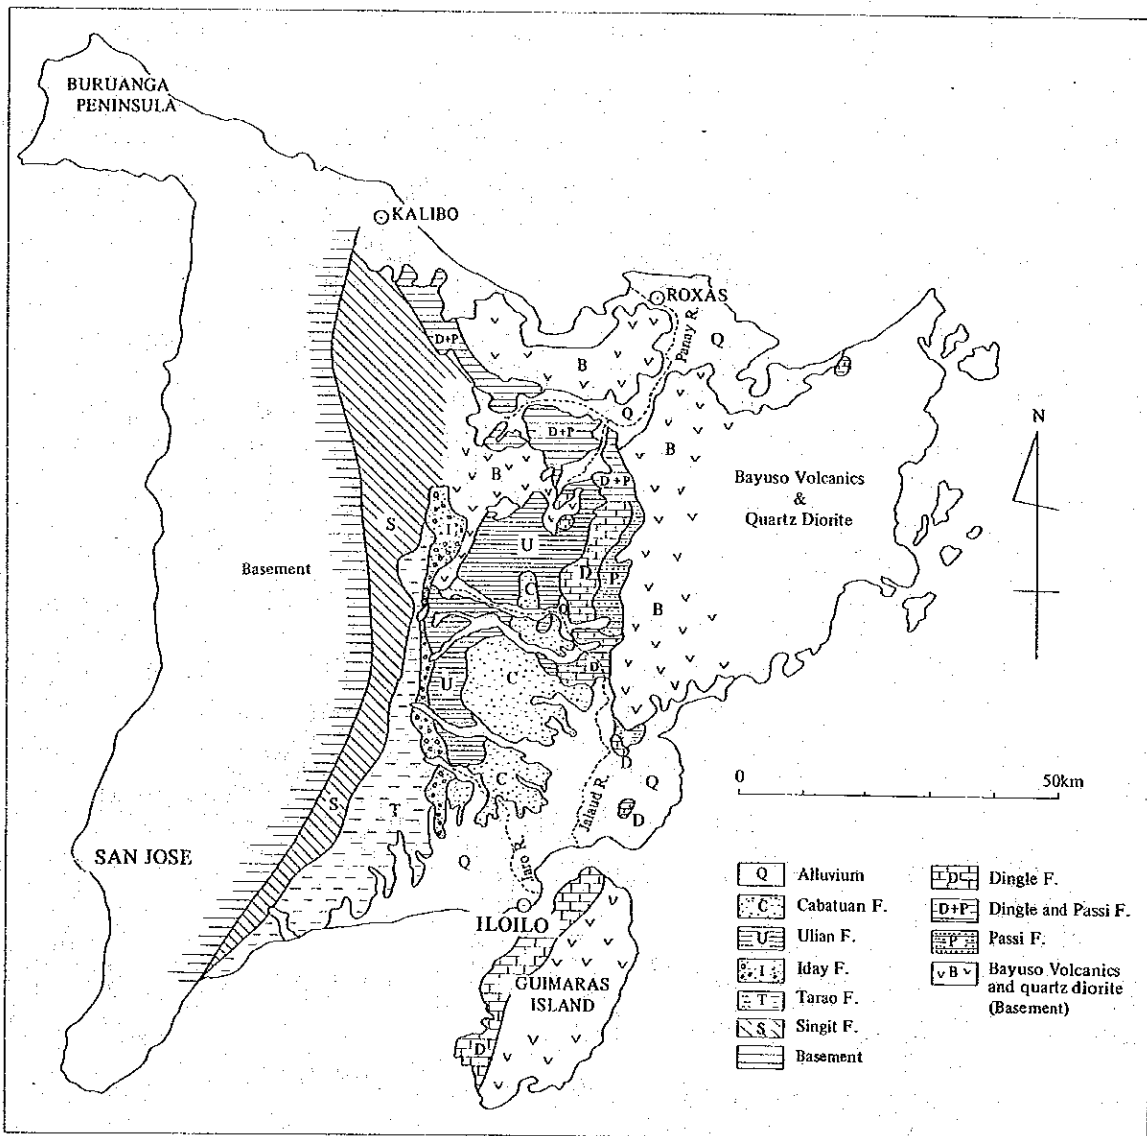 BURUANGA
PENINSULA
KALIBO
ROXAS
Panay R.
Q
D+P
B
Q
D+P
B
D+P
B
N
Bayuso Volcanics
&
Quartz Diorite
S
I
U
Basement
D
C
P
Q
B
D
U
C
D
Q
0
50km
C
Jalaud R.
D
S
T
SAN JOSE
Q
Jaro R.
ILOILO
GUIMARAS
ISLAND
D
Q Alluvium
C Cabatuan F.
U Ulian F.
I Iday F.
T Tarao F.
S Singit F.
Basement
D Dingle F.
D+P Dingle and Passi F.
P Passi F.
B Bayuso Volcanics
and quartz diorite
(Basement)